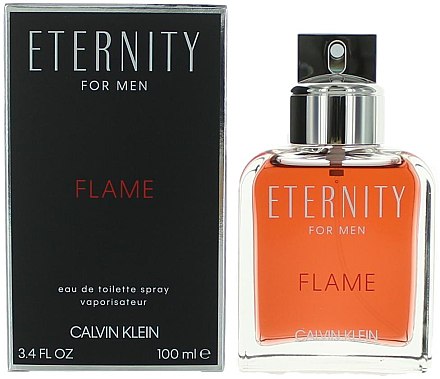 ETERNITY
FOR MEN
FLAME
eau de toilette spray
vaporisateur
CALVIN KLEIN
3.4 FL OZ 100 ml ℮
ETERNITY
FOR MEN
FLAME
CALVIN KLEIN